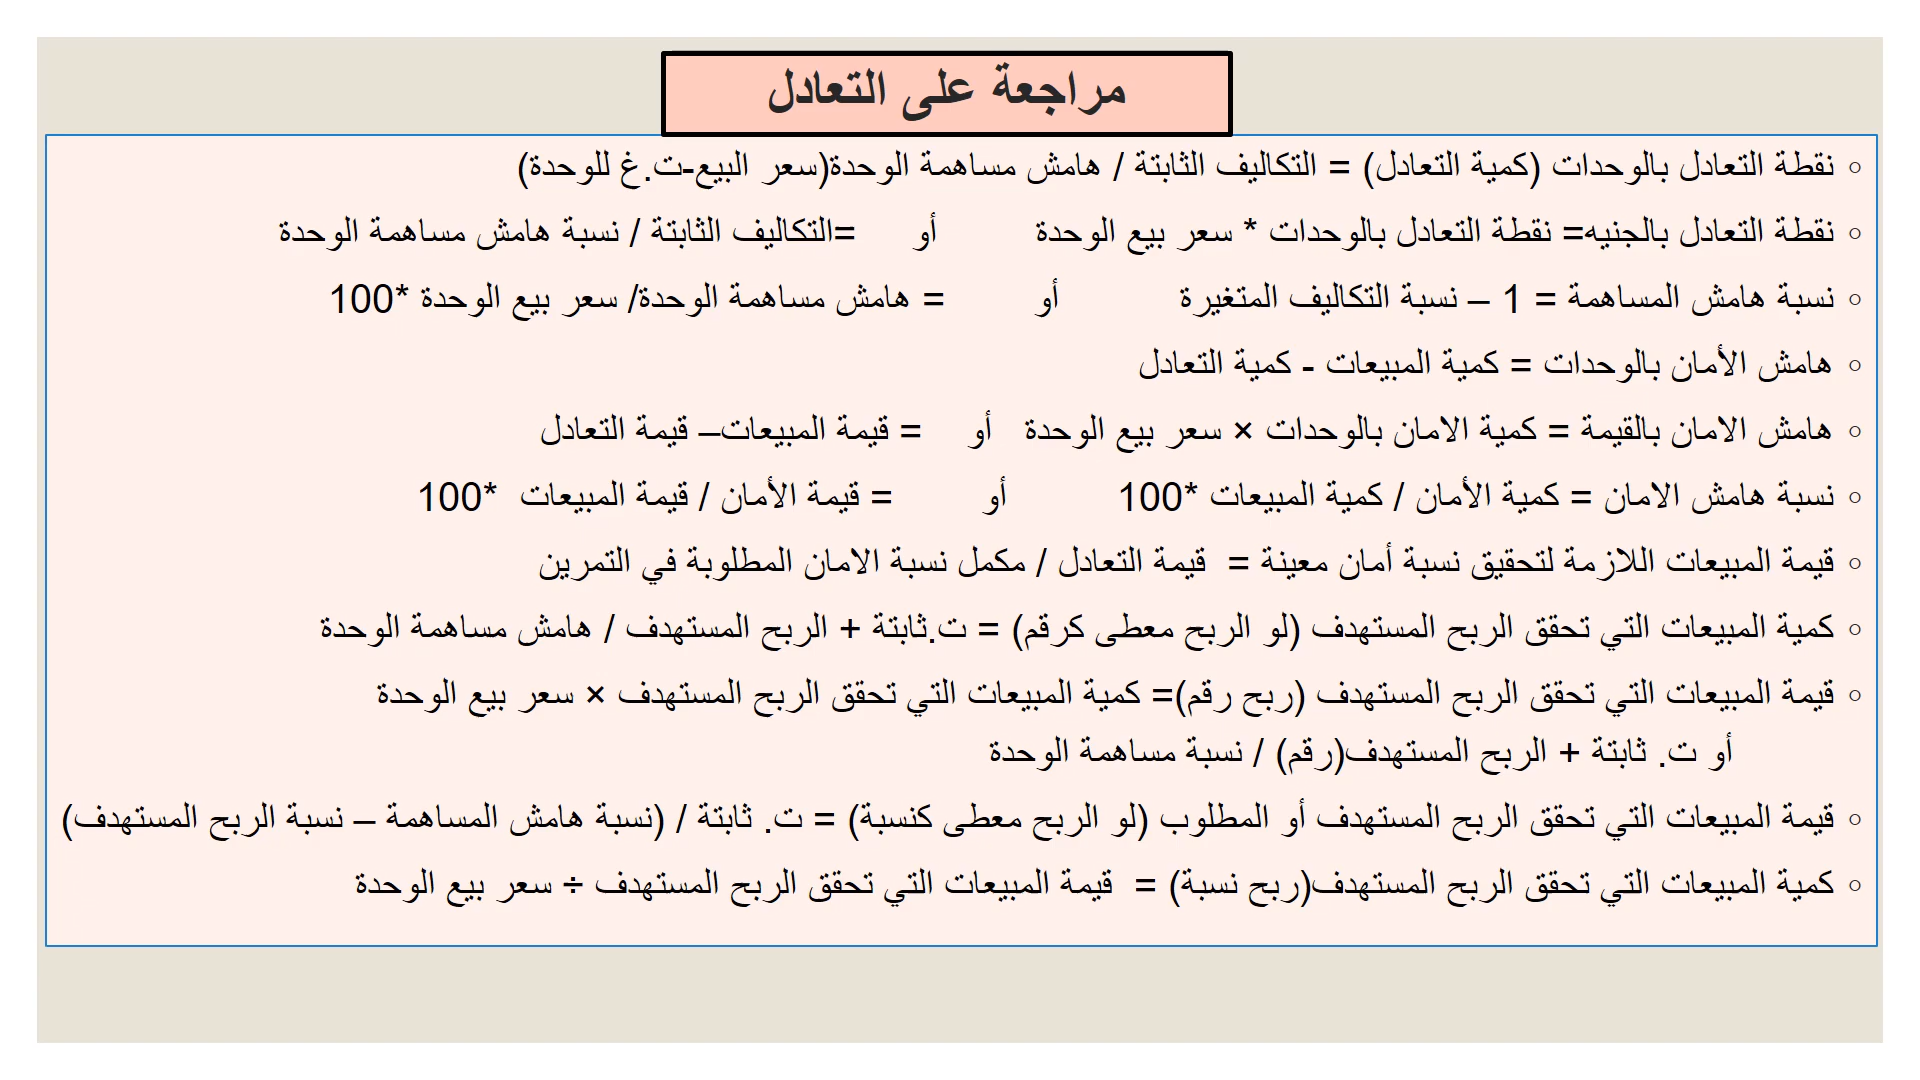 مراجعة على التعادل
◦ نقطة التعادل بالوحدات (كمية التعادل) = التكاليف الثابتة / هامش مساهمة الوحدة(سعر البيع-ت.غ للوحدة)
◦ نقطة التعادل بالجنيه= نقطة التعادل بالوحدات * سعر بيع الوحدة أو =التكاليف الثابتة / نسبة هامش مساهمة الوحدة
◦ نسبة هامش المساهمة = 1 – نسبة التكاليف المتغيرة أو = هامش مساهمة الوحدة/ سعر بيع الوحدة *100
◦ هامش الأمان بالوحدات = كمية المبيعات - كمية التعادل
◦ هامش الامان بالقيمة = كمية الامان بالوحدات × سعر بيع الوحدة أو = قيمة المبيعات– قيمة التعادل
◦ نسبة هامش الامان = كمية الأمان / كمية المبيعات *100 أو = قيمة الأمان / قيمة المبيعات *100
◦ قيمة المبيعات اللازمة لتحقيق نسبة أمان معينة = قيمة التعادل / مكمل نسبة الامان المطلوبة في التمرين
◦ كمية المبيعات التي تحقق الربح المستهدف (لو الربح معطى كرقم) = ت.ثابتة + الربح المستهدف / هامش مساهمة الوحدة
◦ قيمة المبيعات التي تحقق الربح المستهدف (ربح رقم)= كمية المبيعات التي تحقق الربح المستهدف × سعر بيع الوحدة
أو ت. ثابتة + الربح المستهدف(رقم) / نسبة مساهمة الوحدة
◦ قيمة المبيعات التي تحقق الربح المستهدف أو المطلوب (لو الربح معطى كنسبة) = ت. ثابتة / (نسبة هامش المساهمة – نسبة الربح المستهدف)
◦ كمية المبيعات التي تحقق الربح المستهدف(ربح نسبة) = قيمة المبيعات التي تحقق الربح المستهدف ÷ سعر بيع الوحدة